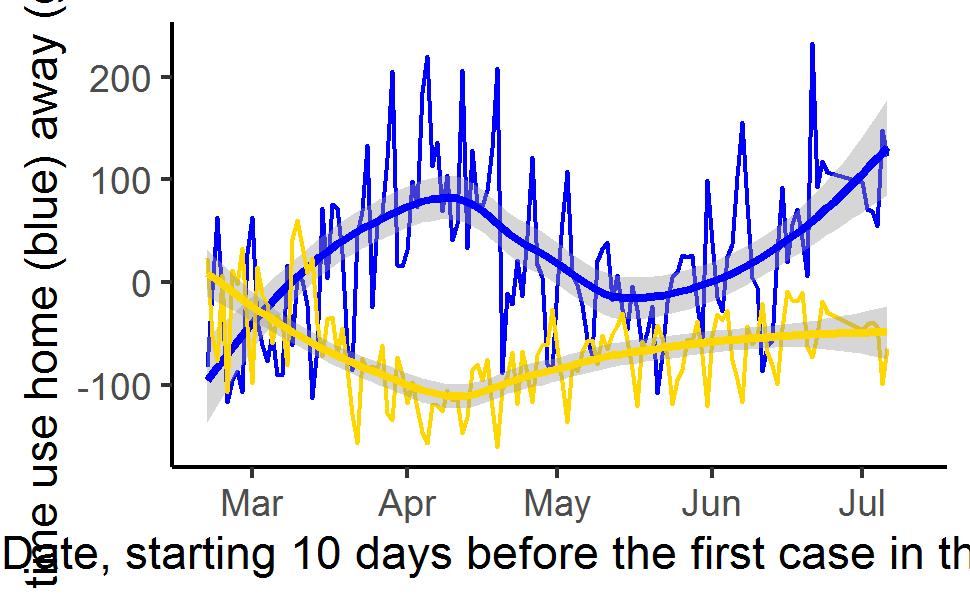 time use home (blue) away (
200
100
0
-100
Mar Apr May Jun Jul
Date, starting 10 days before the first case in th